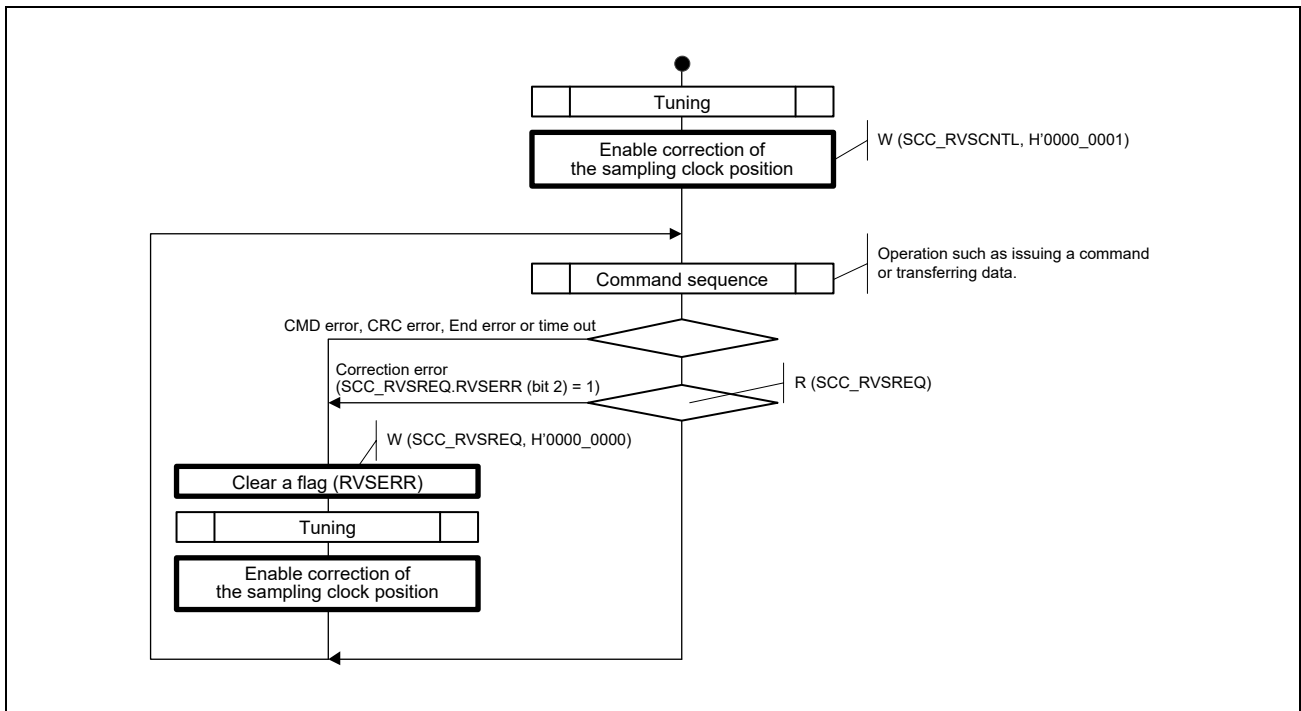 Tuning
Enable correction of
the sampling clock position
W (SCC_RVSCNTL, H’0000_0001)
Operation such as issuing a command
or transferring data.
Command sequence
CMD error, CRC error, End error or time out
Correction error
(SCC_RVSREQ.RVSERR (bit 2) = 1)
R (SCC_RVSREQ)
W (SCC_RVSREQ, H’0000_0000)
Clear a flag (RVSERR)
Tuning
Enable correction of
the sampling clock position